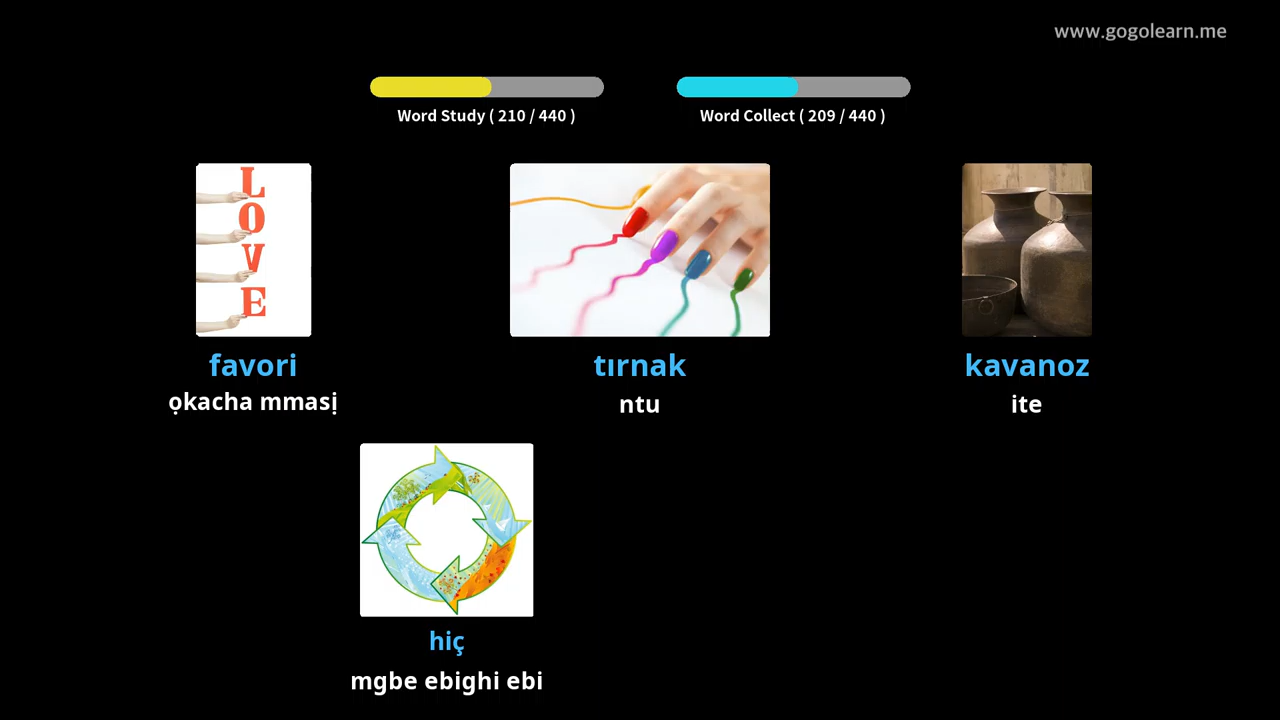 www.gogolearn.me
Word Study ( 210 / 440 )
Word Collect ( 209 / 440 )
L
O
V
E
favori
tırnak
kavanoz
ọkacha mmasị
ntu
ite
hiç
mgbe ebighi ebi